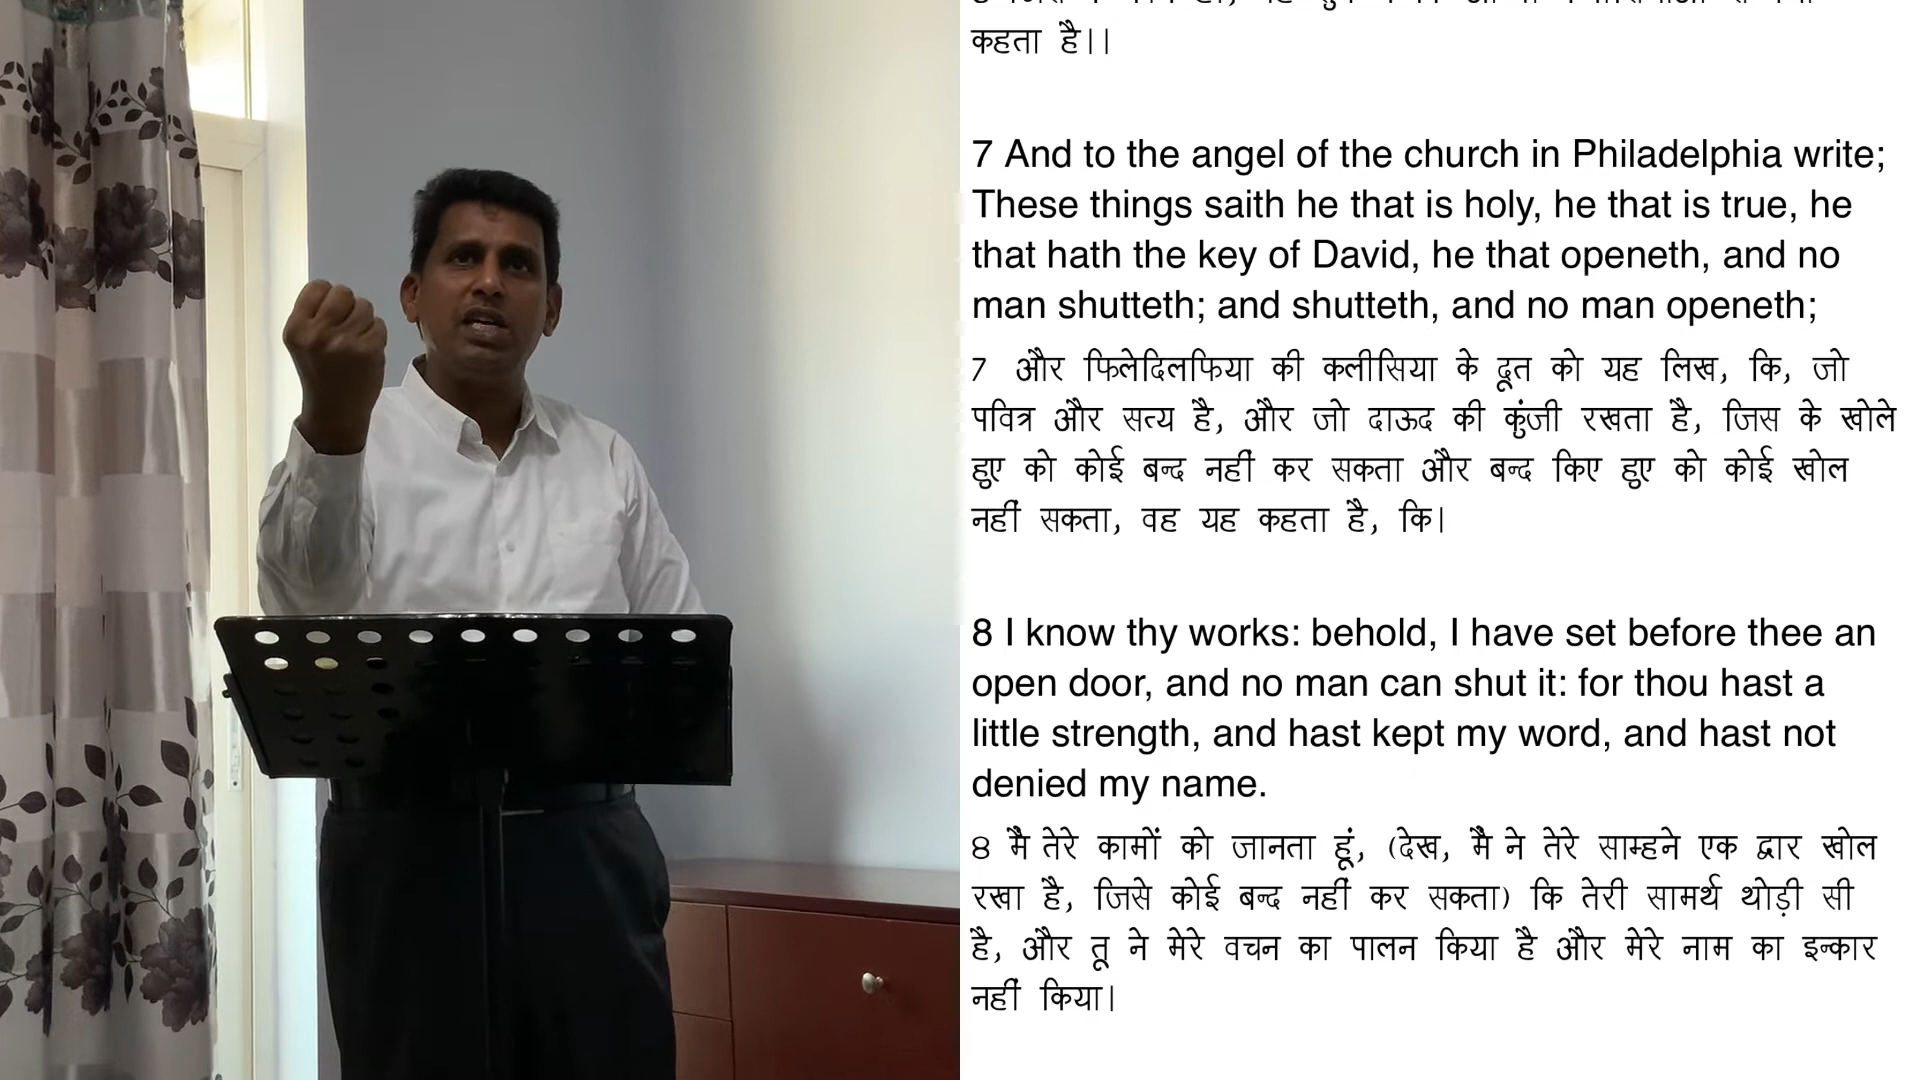 कहता है||
7 And to the angel of the church in Philadelphia write;
These things saith he that is holy, he that is true, he
that hath the key of David, he that openeth, and no
man shutteth; and shutteth, and no man openeth;
7 और फिलेदिलफिया की कलीसिया के दूत को यह लिख, कि, जो
पवित्र और सत्य है, और जो दाऊद की कुंजी रखता है, जिस के खोले
हुए को कोई बन्द नहीं कर सकता और बन्द किए हुए को कोई खोल
नहीं सकता, वह यह कहता है, कि|
8 I know thy works: behold, I have set before thee an
open door, and no man can shut it: for thou hast a
little strength, and hast kept my word, and hast not
denied my name.
8 मैं तेरे कामों को जानता हूं, (देख, मैं ने तेरे साम्हने एक द्वार खोल
रखा है, जिसे कोई बन्द नहीं कर सकता) कि तेरी सामर्थ थोड़ी सी
है, और तू ने मेरे वचन का पालन किया है और मेरे नाम का इन्कार
नहीं किया|